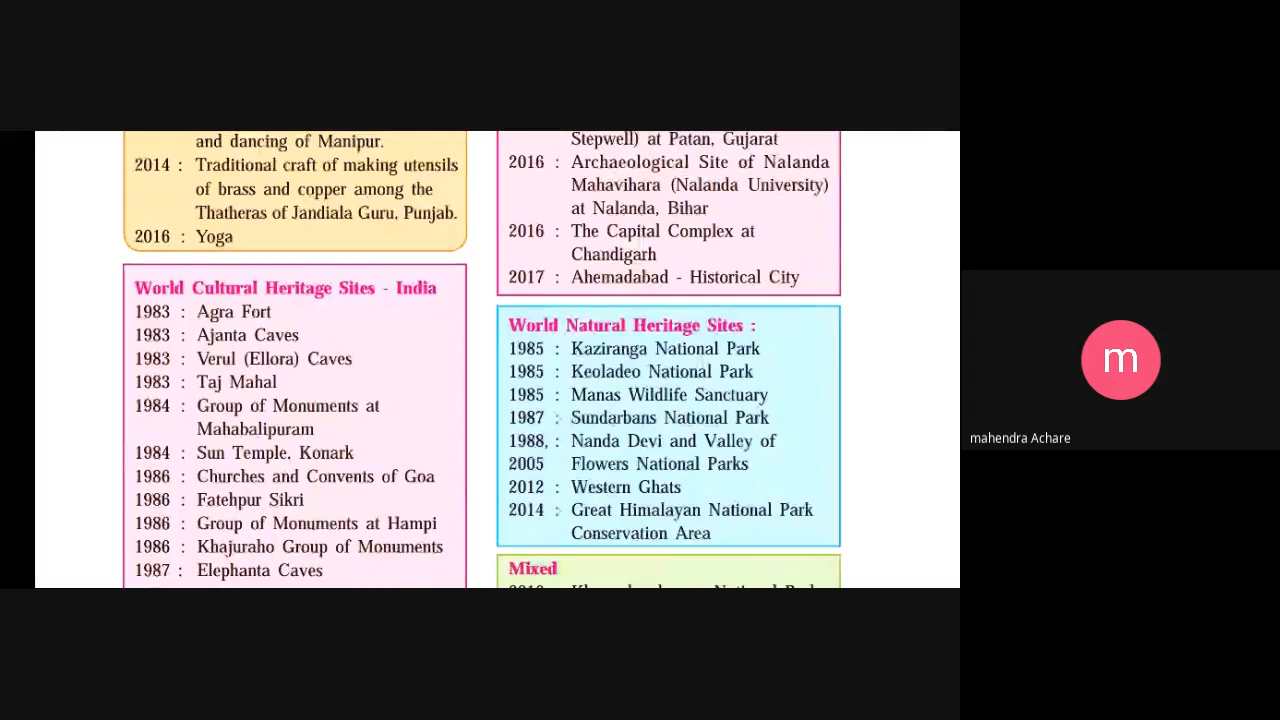 and dancing of Manipur.
2014 : Traditional craft of making utensils
of brass and copper among the
Thatheras of Jandiala Guru, Punjab.
2016 : Yoga
World Cultural Heritage Sites - India
1983 : Agra Fort
1983 : Ajanta Caves
1983 : Verul (Ellora) Caves
1983 : Taj Mahal
1984 : Group of Monuments at
Mahabalipuram
1984 : Sun Temple, Konark
1986 : Churches and Convents of Goa
1986 : Fatehpur Sikri
1986 : Group of Monuments at Hampi
1986 : Khajuraho Group of Monuments
1987 : Elephanta Caves
Stepwell) at Patan, Gujarat
2016 : Archaeological Site of Nalanda
Mahavihara (Nalanda University)
at Nalanda, Bihar
2016 : The Capital Complex at
Chandigarh
2017 : Ahemadabad - Historical City
World Natural Heritage Sites :
1985 : Kaziranga National Park
1985 : Keoladeo National Park
1985 : Manas Wildlife Sanctuary
1987 : Sundarbans National Park
1988, : Nanda Devi and Valley of
2005 Flowers National Parks
2012 : Western Ghats
2014 : Great Himalayan National Park
Conservation Area
Mixed
m
mahendra Achare